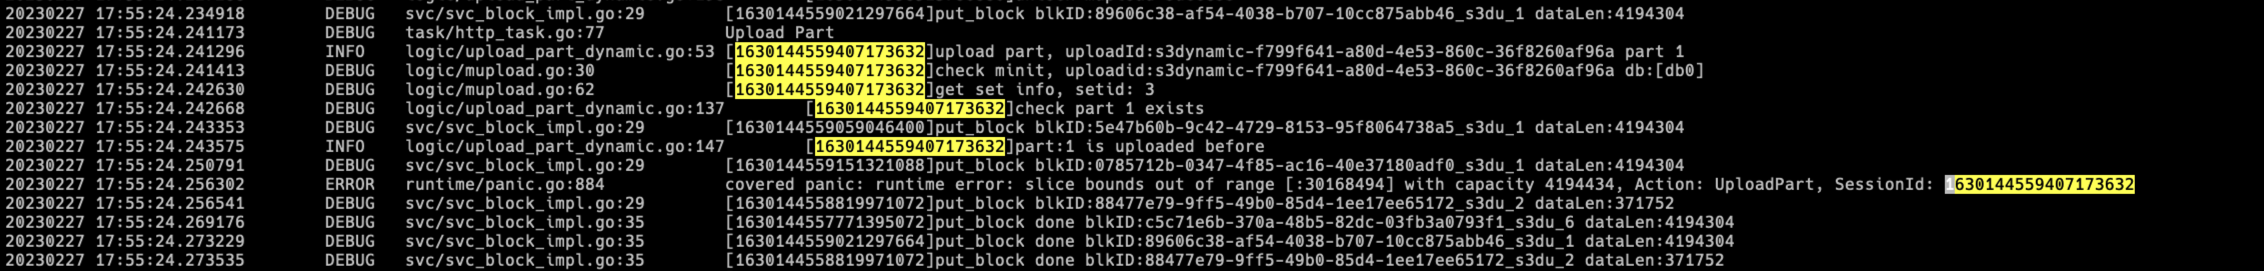 20230227 17:55:24.234918 DEBUG svc/svc_block_impl.go:29 [1630144559021297664]put_block blkID:89606c38-af54-4038-b707-10cc875abb46_s3du_1 dataLen:4194304
20230227 17:55:24.241173 DEBUG task/http_task.go:77 Upload Part
20230227 17:55:24.241296 INFO logic/upload_part_dynamic.go:53 [1630144559407173632]upload part, uploadId:s3dynamic-f799f641-a80d-4e53-860c-36f8260af96a part 1
20230227 17:55:24.241413 DEBUG logic/mupload.go:30 [1630144559407173632]check minit, uploadid:s3dynamic-f799f641-a80d-4e53-860c-36f8260af96a db:[db0]
20230227 17:55:24.242630 DEBUG logic/mupload.go:62 [1630144559407173632]get set info, setid: 3
20230227 17:55:24.242668 DEBUG logic/upload_part_dynamic.go:137 [1630144559407173632]check part 1 exists
20230227 17:55:24.243353 DEBUG svc/svc_block_impl.go:29 [1630144559059046400]put_block blkID:5e47b60b-9c42-4729-8153-95f8064738a5_s3du_1 dataLen:4194304
20230227 17:55:24.243575 INFO logic/upload_part_dynamic.go:147 [1630144559407173632]part:1 is uploaded before
20230227 17:55:24.250791 DEBUG svc/svc_block_impl.go:29 [1630144559151321088]put_block blkID:0785712b-0347-4f85-ac16-40e37180adf0_s3du_1 dataLen:4194304
20230227 17:55:24.256302 ERROR runtime/panic.go:884 covered panic: runtime error: slice bounds out of range [:30168494] with capacity 4194434, Action: UploadPart, SessionId: 1630144559407173632
20230227 17:55:24.256541 DEBUG svc/svc_block_impl.go:29 [1630144558819971072]put_block blkID:88477e79-9ff5-49b0-85d4-1ee17ee65172_s3du_2 dataLen:371752
20230227 17:55:24.269176 DEBUG svc/svc_block_impl.go:35 [1630144557771395072]put_block done blkID:c5c71e6b-370a-48b5-82dc-03fb3a0793f1_s3du_6 dataLen:4194304
20230227 17:55:24.273229 DEBUG svc/svc_block_impl.go:35 [1630144559021297664]put_block done blkID:89606c38-af54-4038-b707-10cc875abb46_s3du_1 dataLen:4194304
20230227 17:55:24.273535 DEBUG svc/svc_block_impl.go:35 [1630144558819971072]put_block done blkID:88477e79-9ff5-49b0-85d4-1ee17ee65172_s3du_2 dataLen:371752